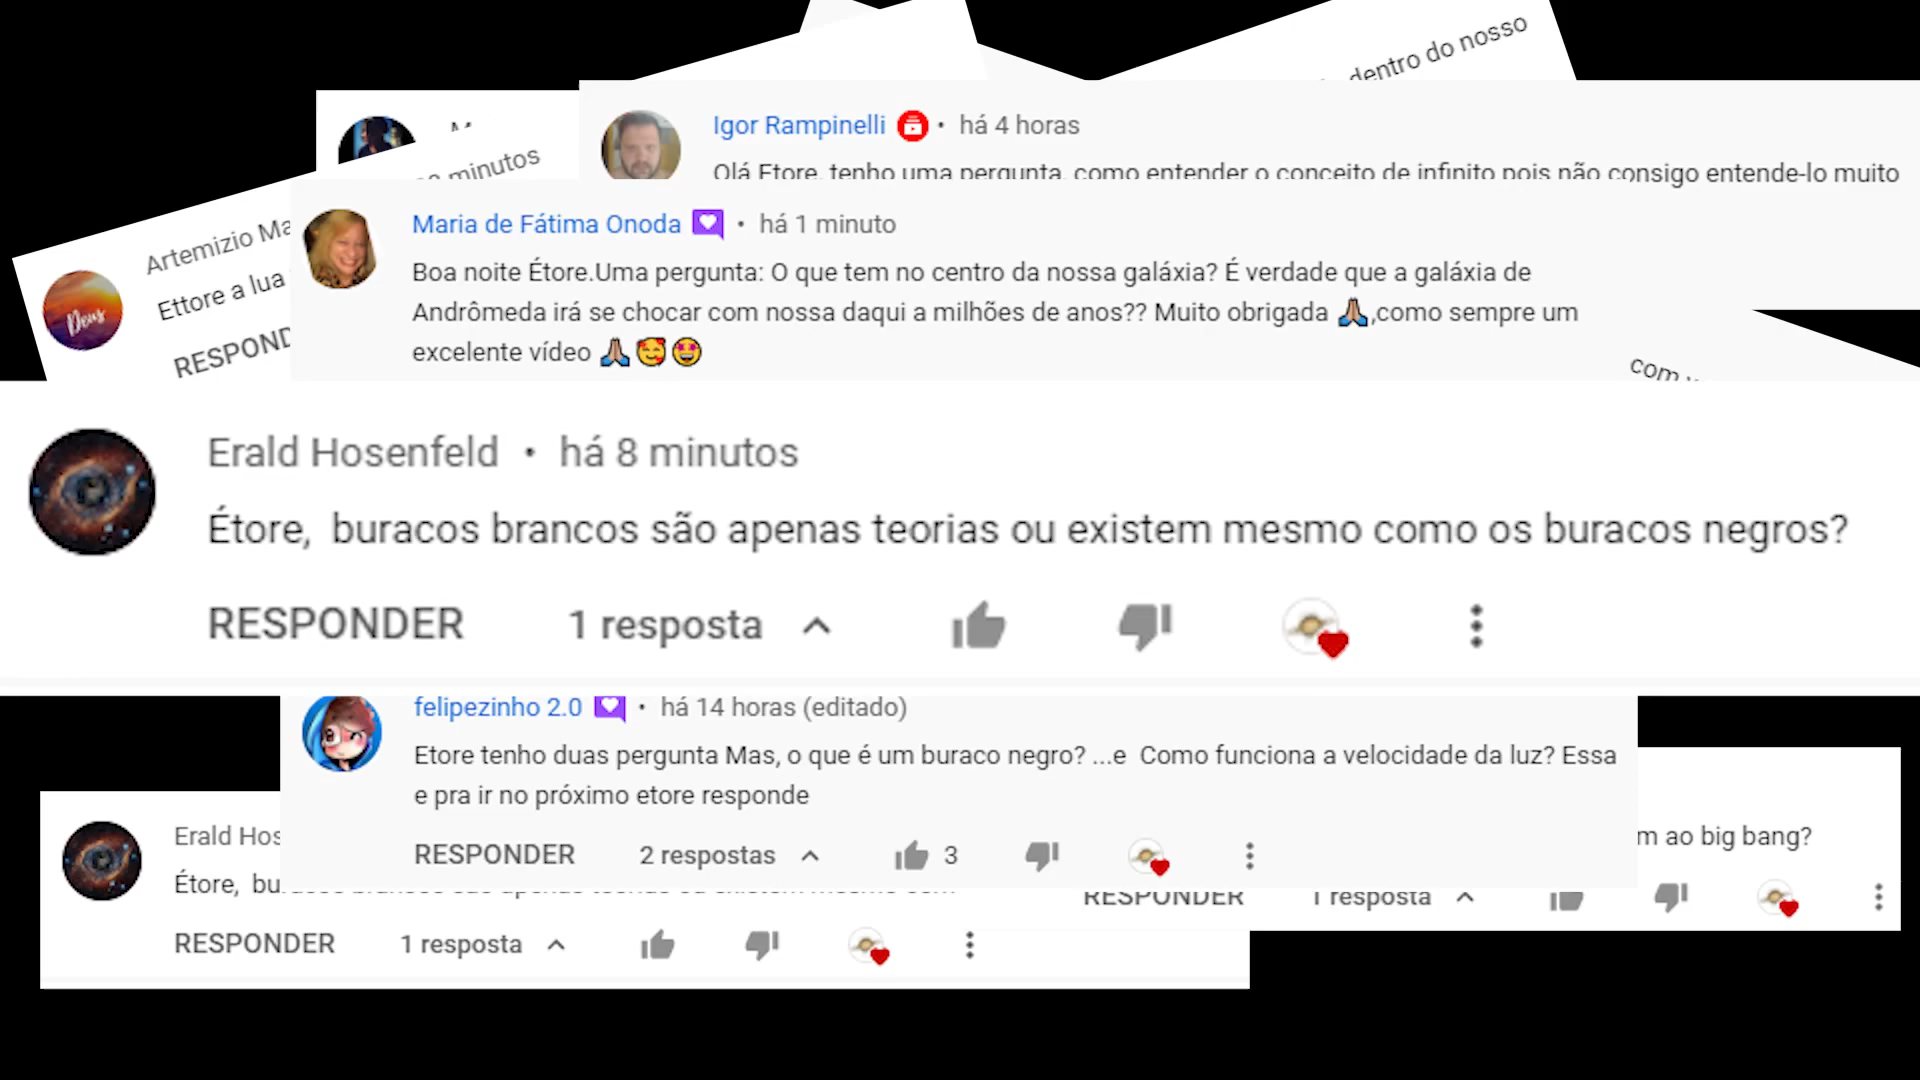 dentro do nosso
Igor Rampinelli • há 4 horas
Olá Etore, tenho uma pergunta, como entender o conceito de infinito pois não consigo entende-lo muito
minutos
Artemizio
Ettore a lua
Deus
Maria de Fátima Onoda • há 1 minuto
Boa noite Étore.Uma pergunta: O que tem no centro da nossa galáxia? É verdade que a galáxia de
Andrômeda irá se chocar com nossa daqui a milhões de anos?? Muito obrigada 🙏🏽,como sempre um
excelente vídeo 🙏🏽🥰🤩
com
Erald Hosenfeld • há 8 minutos
Étore, buracos brancos são apenas teorias ou existem mesmo como os buracos negros?
RESPONDER 1 resposta
felipezinho 2.0 • há 14 horas (editado)
Etore tenho duas pergunta Mas, o que é um buraco negro? ...e Como funciona a velocidade da luz? Essa
e pra ir no próximo etore responde
RESPONDER 2 respostas 3
Erald
Étore,
RESPONDER 1 resposta
ao big bang?
RESPONDER 1 resposta